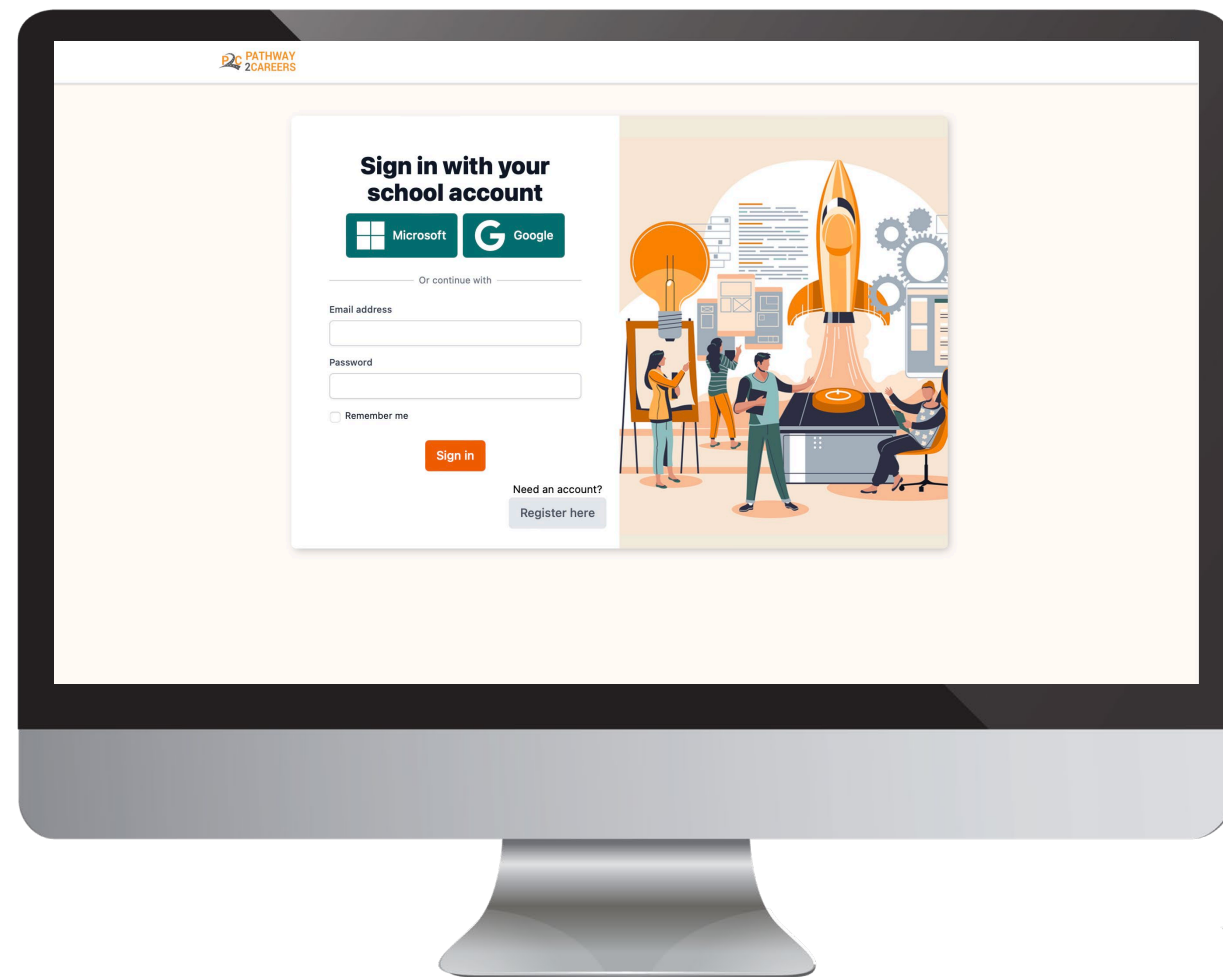 P2C PATHWAY
2CAREERS
Sign in with your
school account
Microsoft
Google
Or continue with
Email address
Password
Remember me
Sign in
Need an account?
Register here